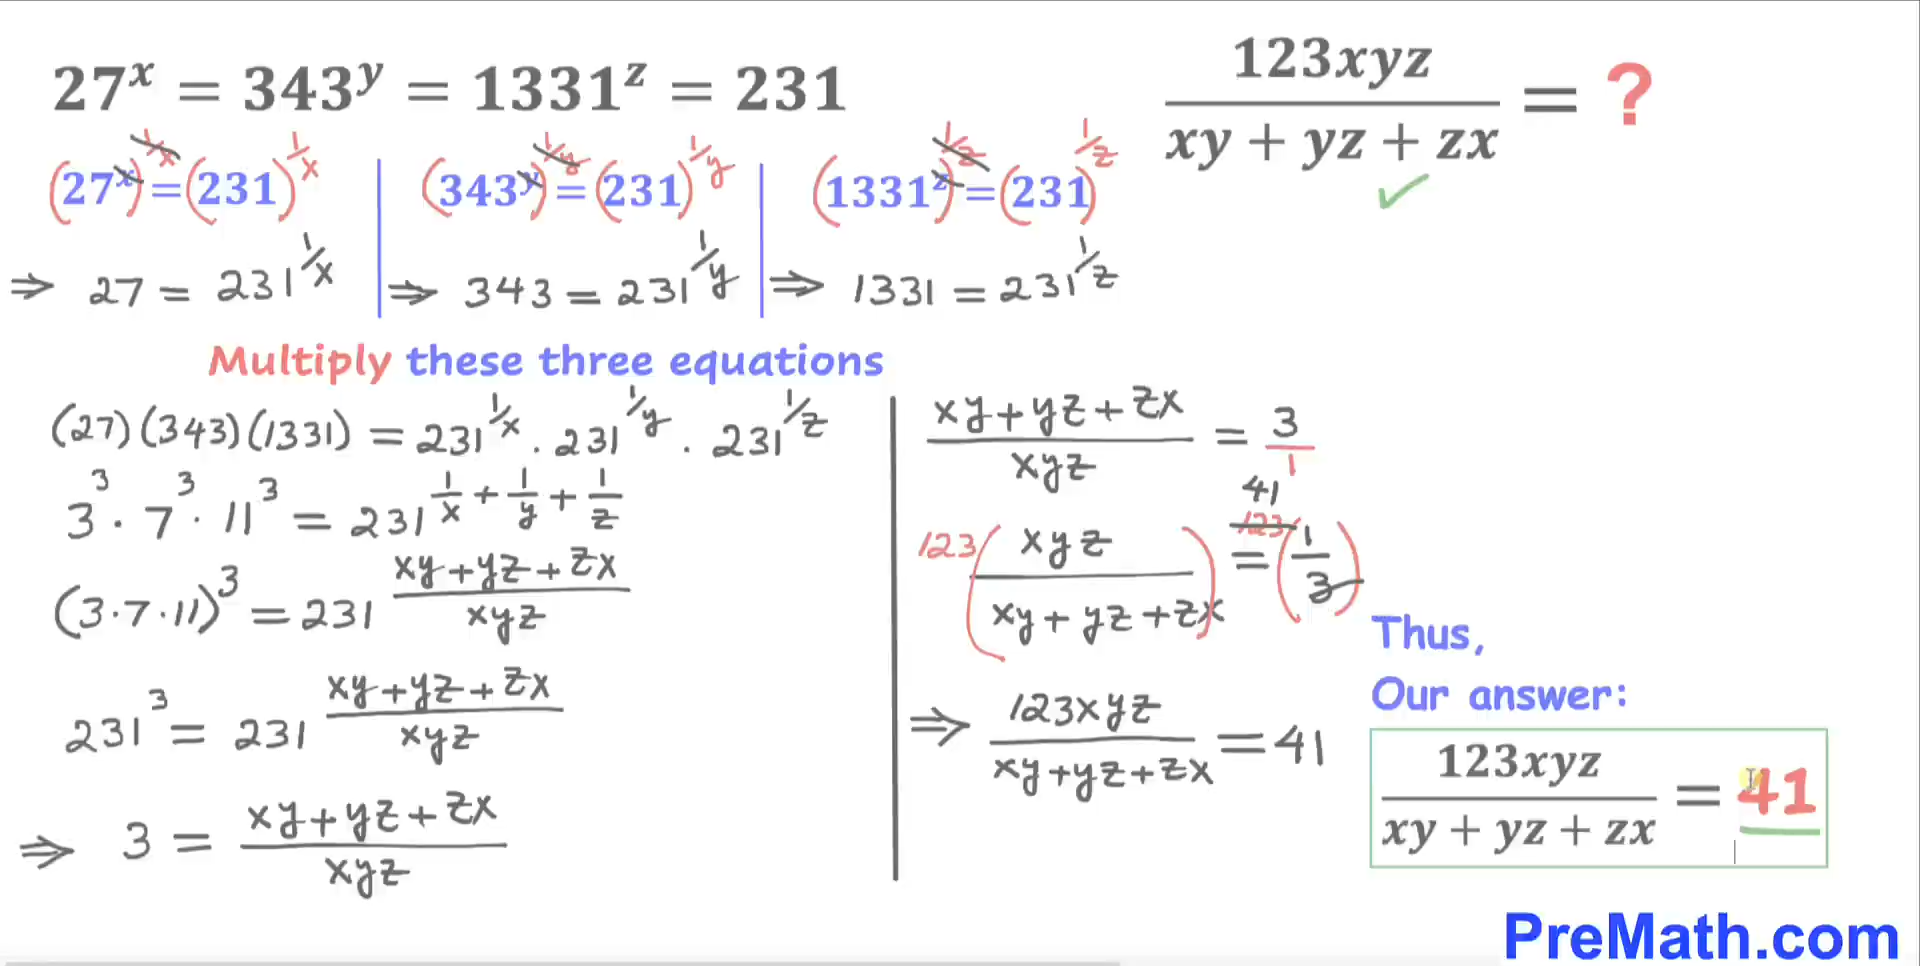 27^x = 343^y = 1331^z = 231
123xyz / (xy + yz + zx) = ?
(27^x)^(1/x) = (231)^(1/x)
(343^y)^(1/y) = (231)^(1/y)
(1331^z)^(1/z) = (231)^(1/z)
⇒ 27 = 231^(1/x)
⇒ 343 = 231^(1/y)
⇒ 1331 = 231^(1/z)
Multiply these three equations
(27)(343)(1331) = 231^(1/x) · 231^(1/y) · 231^(1/z)
3^3 · 7^3 · 11^3 = 231^(1/x + 1/y + 1/z)
(3·7·11)^3 = 231^((xy+yz+zx)/xyz)
231^3 = 231^((xy+yz+zx)/xyz)
⇒ 3 = (xy+yz+zx)/xyz
(xy+yz+zx)/xyz = 3/1
41
123(xyz/(xy+yz+zx)) = 123(1/3)
⇒ 123xyz/(xy+yz+zx) = 41
Thus,
Our answer:
123xyz / (xy + yz + zx) = 41
PreMath.com